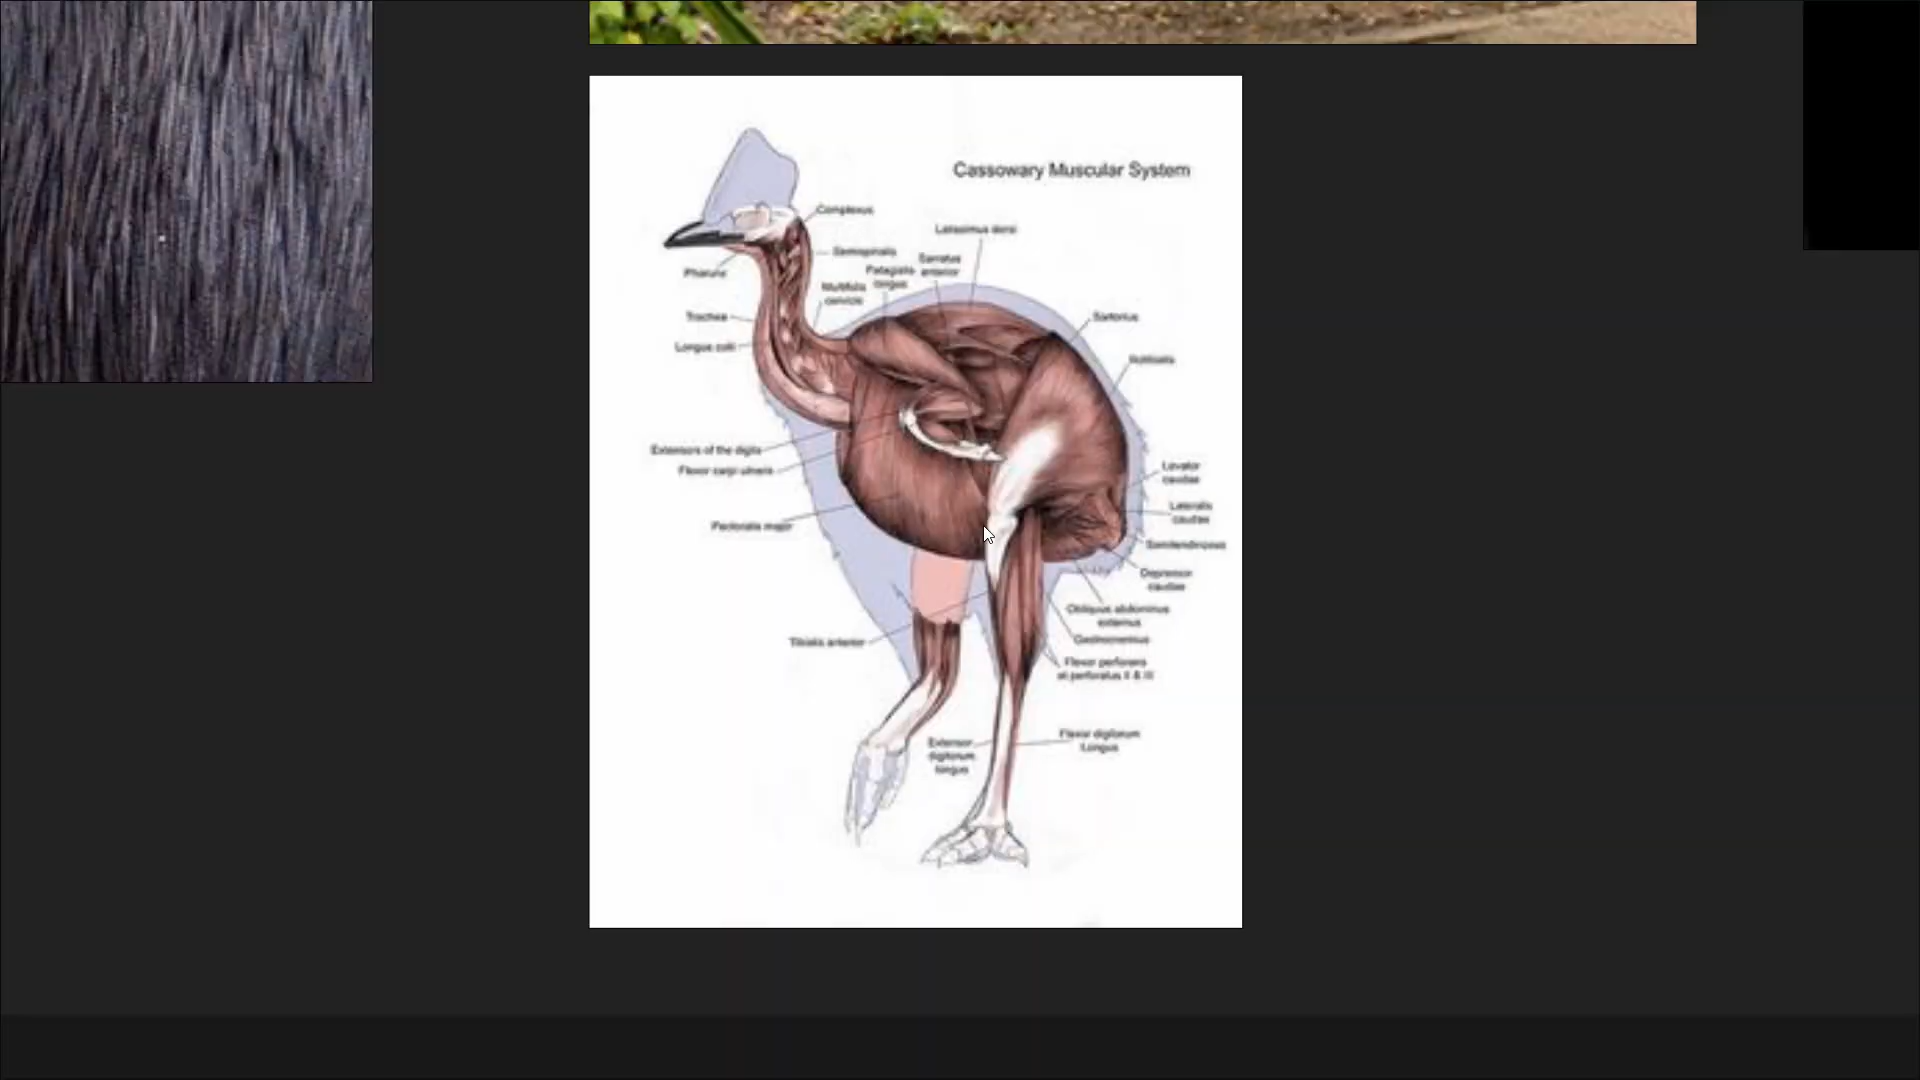 Cassowary Muscular System
Complexus
Latissimus dorsi
Semispinalis
Serratus
anterior
Patagialis
longus
Pharynx
Multifidis
cervicis
Trachea
Sartorius
Longus colli
Iliotibialis
Extensors of the digits
Flexor carpi ulnaris
Levator
caudae
Lateralis
caudae
Pectoralis major
Semitendinosus
Depressor
caudae
Obliquus abdominus
externus
Gastrocnemius
Tibialis anterior
Flexor perforans
et perforatus II & III
Flexor digitorum
Longus
Extensor
digitorum
longus